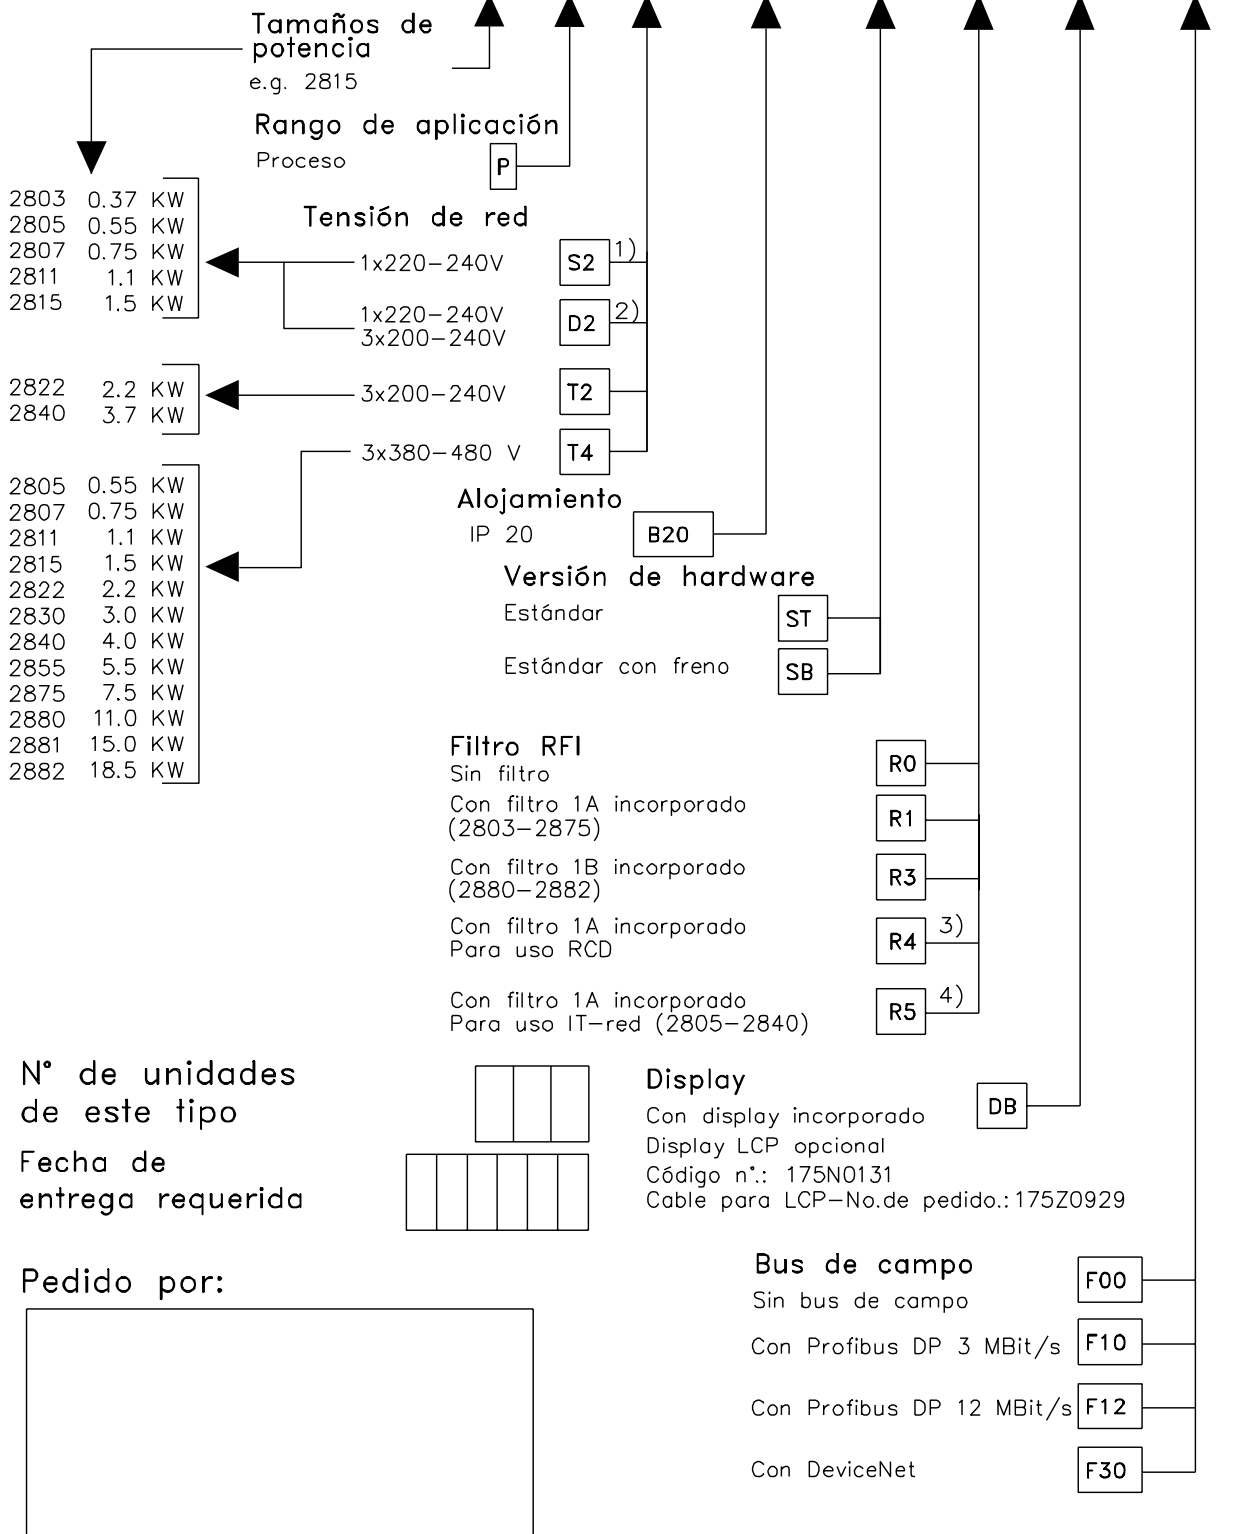 Tamaños de
potencia
e.g. 2815
Rango de aplicación
Proceso P
2803 0.37 KW
2805 0.55 KW
2807 0.75 KW
2811 1.1 KW
2815 1.5 KW
Tensión de red
1x220-240V S2 1)
1x220-240V
3x200-240V D2 2)
2822 2.2 KW
2840 3.7 KW
3x200-240V T2
3x380-480 V T4
2805 0.55 KW
2807 0.75 KW
2811 1.1 KW
2815 1.5 KW
2822 2.2 KW
2830 3.0 KW
2840 4.0 KW
2855 5.5 KW
2875 7.5 KW
2880 11.0 KW
2881 15.0 KW
2882 18.5 KW
Alojamiento
IP 20 B20
Versión de hardware
Estándar ST
Estándar con freno SB
Filtro RFI
Sin filtro R0
Con filtro 1A incorporado
(2803-2875) R1
Con filtro 1B incorporado
(2880-2882) R3
Con filtro 1A incorporado
Para uso RCD R4 3)
Con filtro 1A incorporado
Para uso IT-red (2805-2840) R5 4)
N° de unidades
de este tipo
Fecha de
entrega requerida
Display
Con display incorporado DB
Display LCP opcional
Código n°.: 175N0131
Cable para LCP-No.de pedido.:175Z0929
Pedido por:
Bus de campo
Sin bus de campo F00
Con Profibus DP 3 MBit/s F10
Con Profibus DP 12 MBit/s F12
Con DeviceNet F30